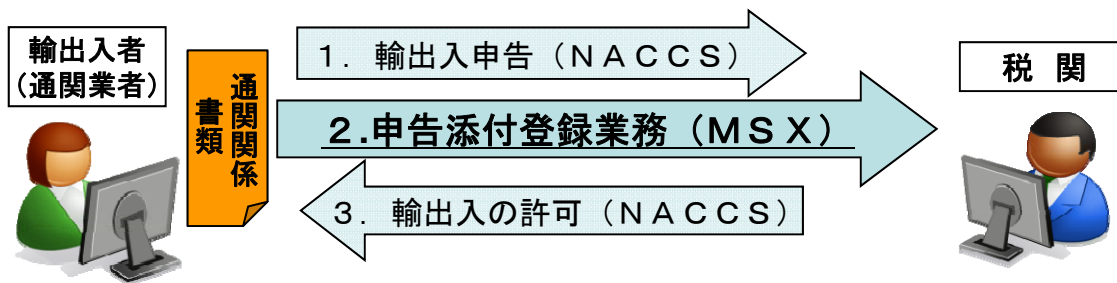 輸出入者
(通関業者)
通関関係
書類
１．輸出入申告（ＮＡＣＣＳ）
２.申告添付登録業務（ＭＳＸ）
３．輸出入の許可（ＮＡＣＣＳ）
税　関